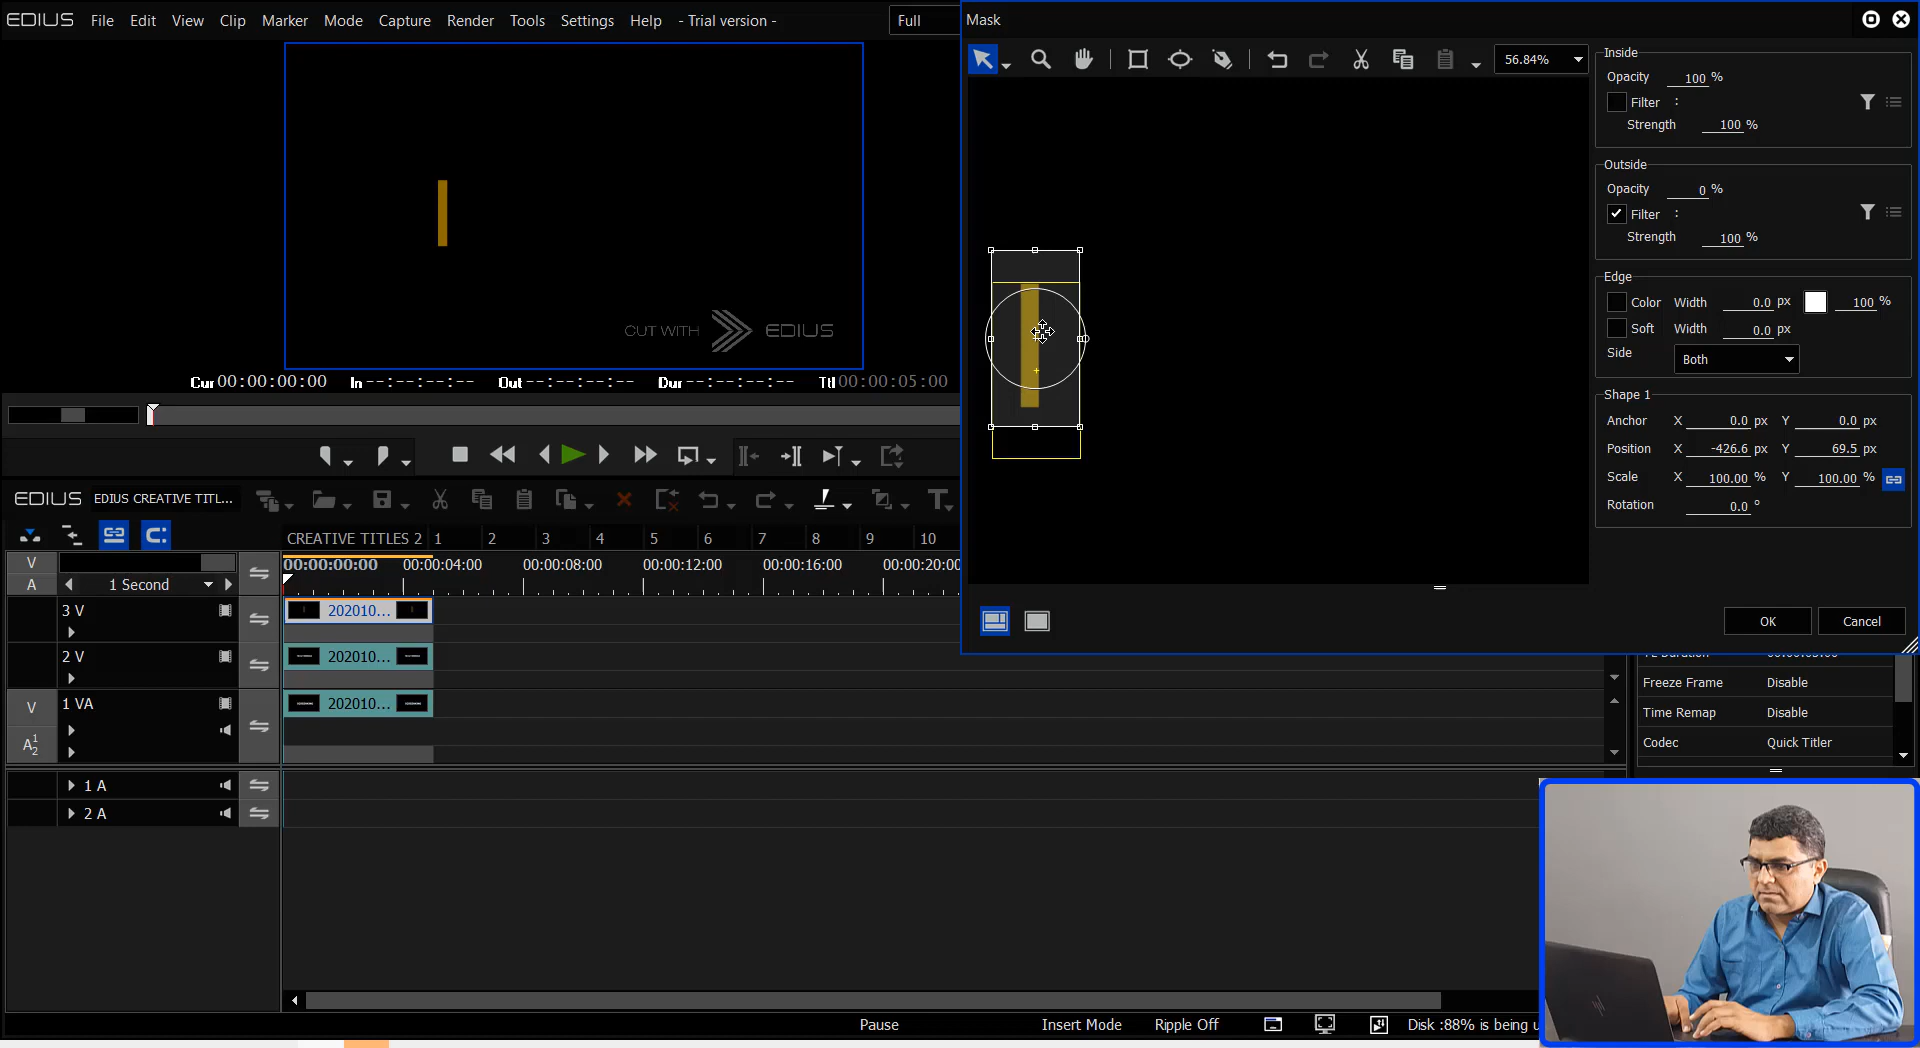 EDIUS File Edit View Clip Marker Mode Capture Render Tools Settings Help - Trial version - Full
CUT WITH EDIUS
Cur 00:00:00:00 In --:--:--:-- Out --:--:--:-- Dur --:--:--:-- Ttl 00:00:05:00
EDIUS EDIUS CREATIVE TITL...
CREATIVE TITLES 2 1 2 3 4 5 6 7 8 9 10
V
A
1 Second
00:00:00:00 00:00:04:00 00:00:08:00 00:00:12:00 00:00:16:00 00:00:20:00
3 V
202010...
2 V
202010...
V
1 VA
202010...
A 1 2
1 A
2 A
Pause Insert Mode Ripple Off Disk :88% is being u
Mask
56.84%
Inside
Opacity 100 %
Filter :
Strength 100 %
Outside
Opacity 0 %
Filter :
Strength 100 %
Edge
Color Width 0.0 px 100 %
Soft Width 0.0 px
Side Both
Shape 1
Anchor X 0.0 px Y 0.0 px
Position X -426.6 px Y 69.5 px
Scale X 100.00 % Y 100.00 %
Rotation 0.0 °
OK Cancel
Freeze Frame Disable
Time Remap Disable
Codec Quick Titler